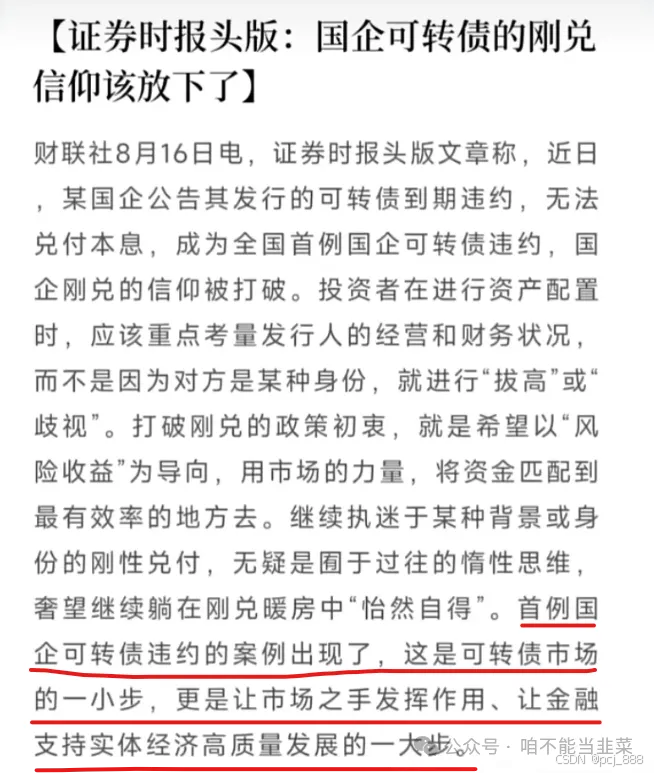 【证券时报头版：国企可转债的刚兑
信仰该放下了】
财联社8月16日电，证券时报头版文章称，近日
，某国企公告其发行的可转债到期违约，无法
兑付本息，成为全国首例国企可转债违约，国
企刚兑的信仰被打破。投资者在进行资产配置
时，应该重点考量发行人的经营和财务状况，
而不是因为对方是某种身份，就进行“拔高”或“
歧视”。打破刚兑的政策初衷，就是希望以“风
险收益”为导向，用市场的力量，将资金匹配到
最有效率的地方去。继续执迷于某种背景或身
份的刚性兑付，无疑是囿于过往的惰性思维，
奢望继续躺在刚兑暖房中“怡然自得”。首例国
企可转债违约的案例出现了，这是可转债市场
的一小步，更是让市场之手发挥作用、让金融
支持实体经济高质量发展的一大步。
公众号·咱不能当韭菜
CSDN @pcj_888